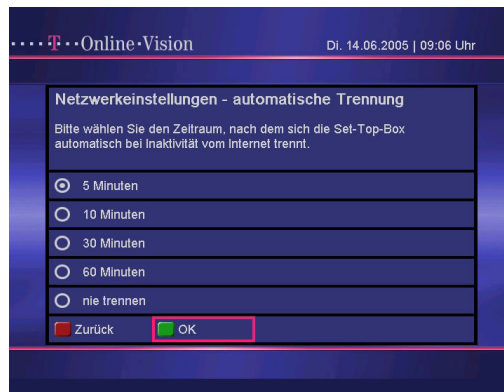 ····T··Online·Vision
Di. 14.06.2005 | 09:06 Uhr
Netzwerkeinstellungen - automatische Trennung
Bitte wählen Sie den Zeitraum, nach dem sich die Set-Top-Box
automatisch bei Inaktivität vom Internet trennt.
5 Minuten
10 Minuten
30 Minuten
60 Minuten
nie trennen
Zurück OK